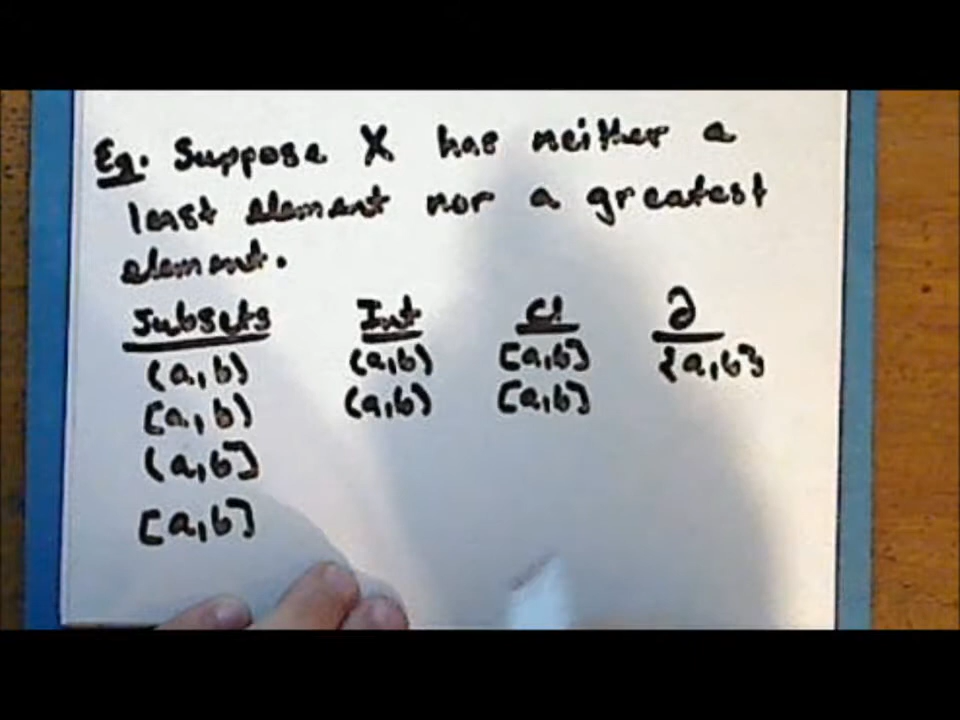 Eg. Suppose X has neither a
least element nor a greatest
element.
Subsets Int Cl ∂
(a,b) (a,b) [a,b] {a,b}
[a,b) (a,b) [a,b]
(a,b]
[a,b]